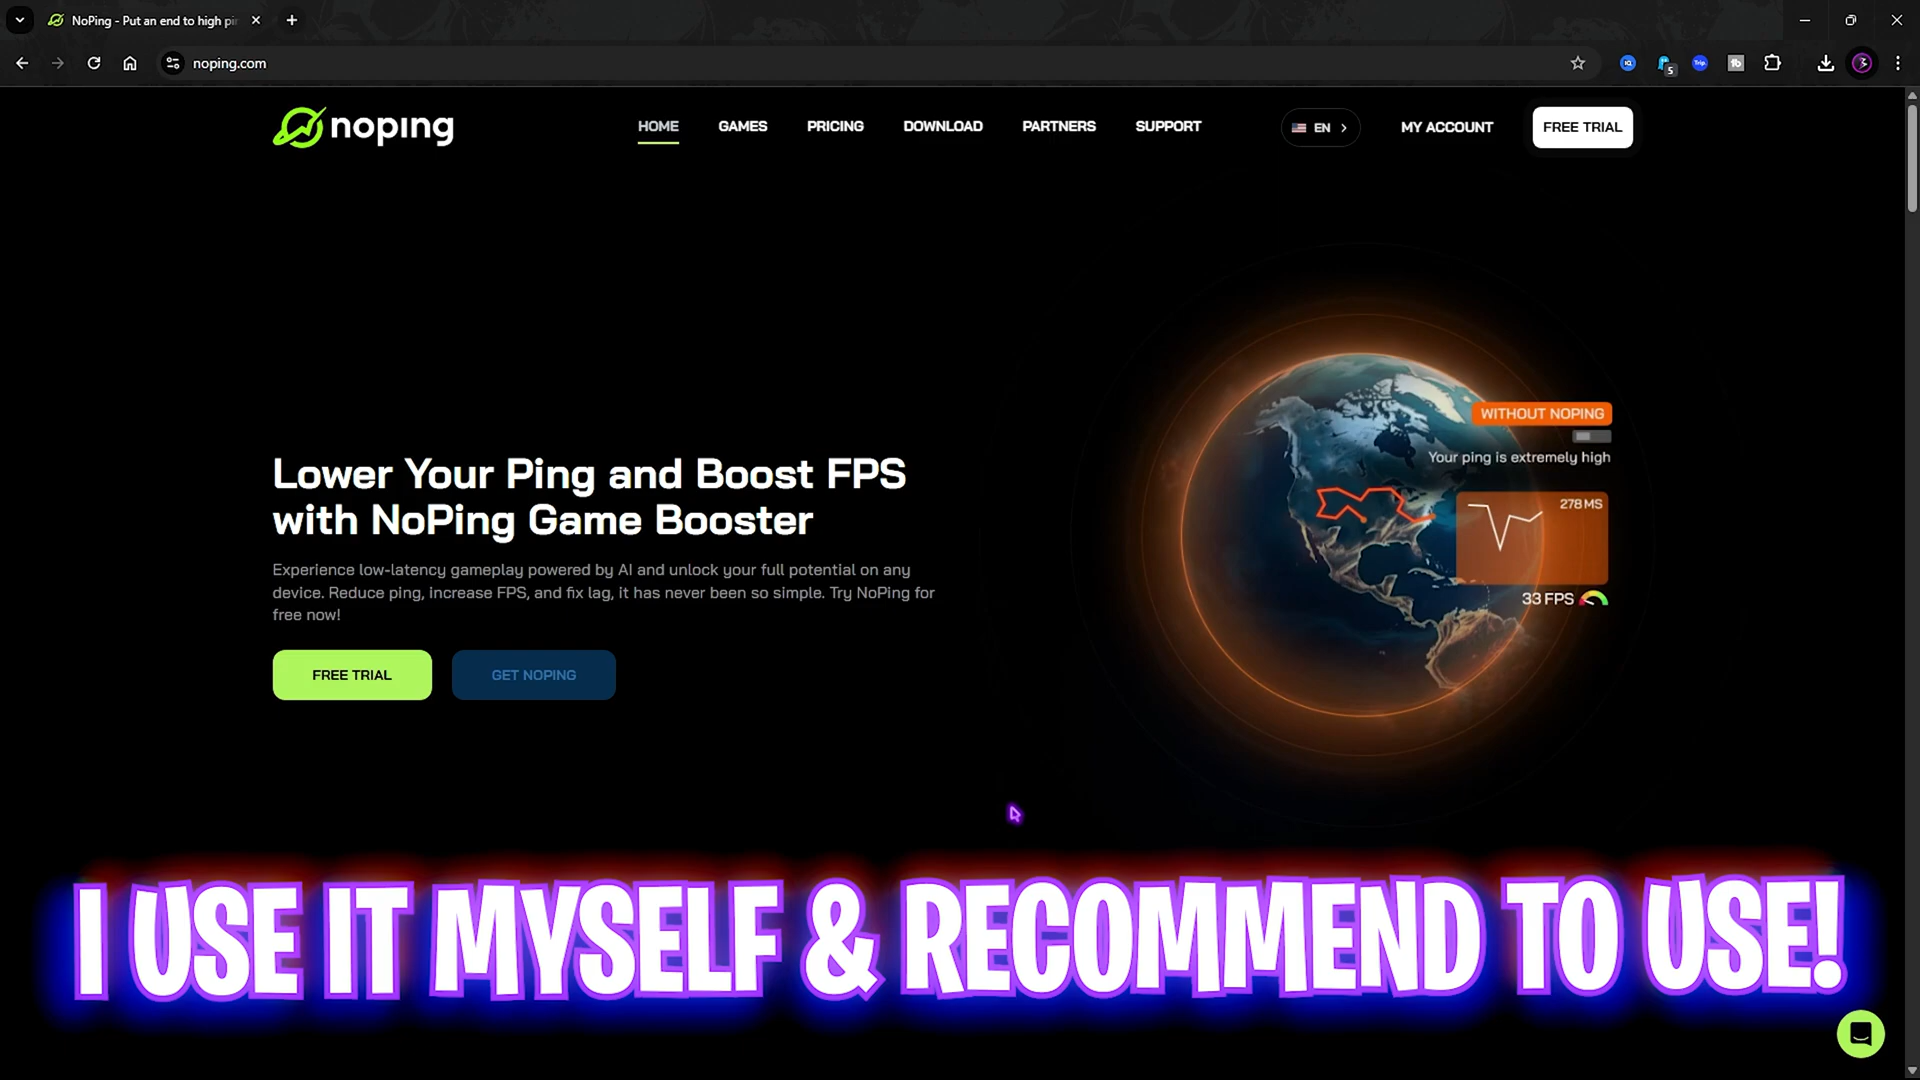 NoPing - Put an end to high pi
noping.com
5
noping
HOME
GAMES
PRICING
DOWNLOAD
PARTNERS
SUPPORT
EN
MY ACCOUNT
FREE TRIAL
WITHOUT NOPING
Your ping is extremely high
278 MS
33 FPS
Lower Your Ping and Boost FPS
with NoPing Game Booster
Experience low-latency gameplay powered by AI and unlock your full potential on any
device. Reduce ping, increase FPS, and fix lag, it has never been so simple. Try NoPing for
free now!
FREE TRIAL
GET NOPING
I USE IT MYSELF & RECOMMEND TO USE!